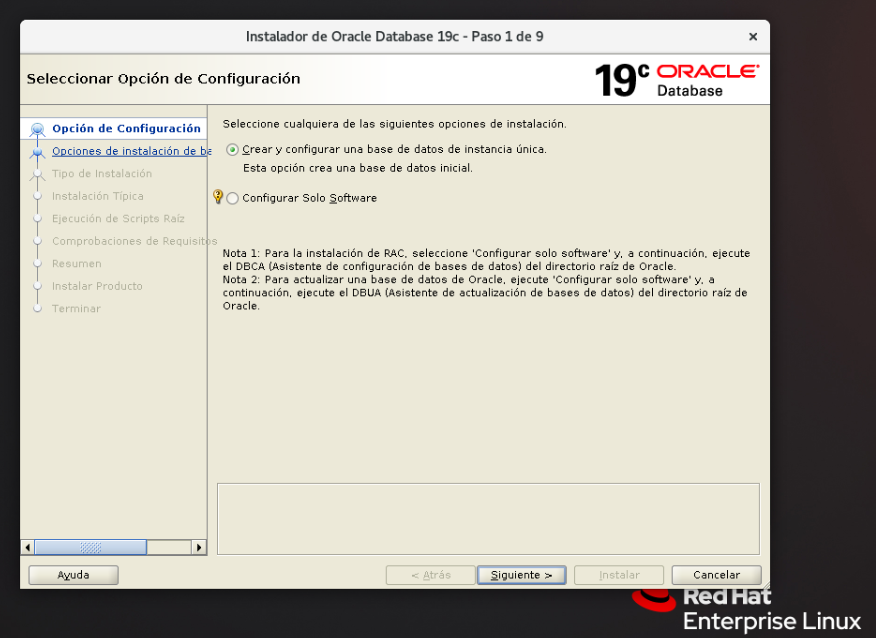 Instalador de Oracle Database 19c - Paso 1 de 9
×
Seleccionar Opción de Configuración
19c ORACLE
Database
Opción de Configuración
Opciones de instalación de ba
Tipo de Instalación
Instalación Típica
Ejecución de Scripts Raíz
Comprobaciones de Requisitos
Resumen
Instalar Producto
Terminar
Seleccione cualquiera de las siguientes opciones de instalación.
Crear y configurar una base de datos de instancia única.
Esta opción crea una base de datos inicial.
Configurar Solo Software
Nota 1: Para la instalación de RAC, seleccione 'Configurar solo software' y, a continuación, ejecute
el DBCA (Asistente de configuración de bases de datos) del directorio raíz de Oracle.
Nota 2: Para actualizar una base de datos de Oracle, ejecute 'Configurar solo software' y, a
continuación, ejecute el DBUA (Asistente de actualización de bases de datos) del directorio raíz de
Oracle.
Ayuda
< Atrás
Siguiente >
Instalar
Cancelar
Red Hat
Enterprise Linux